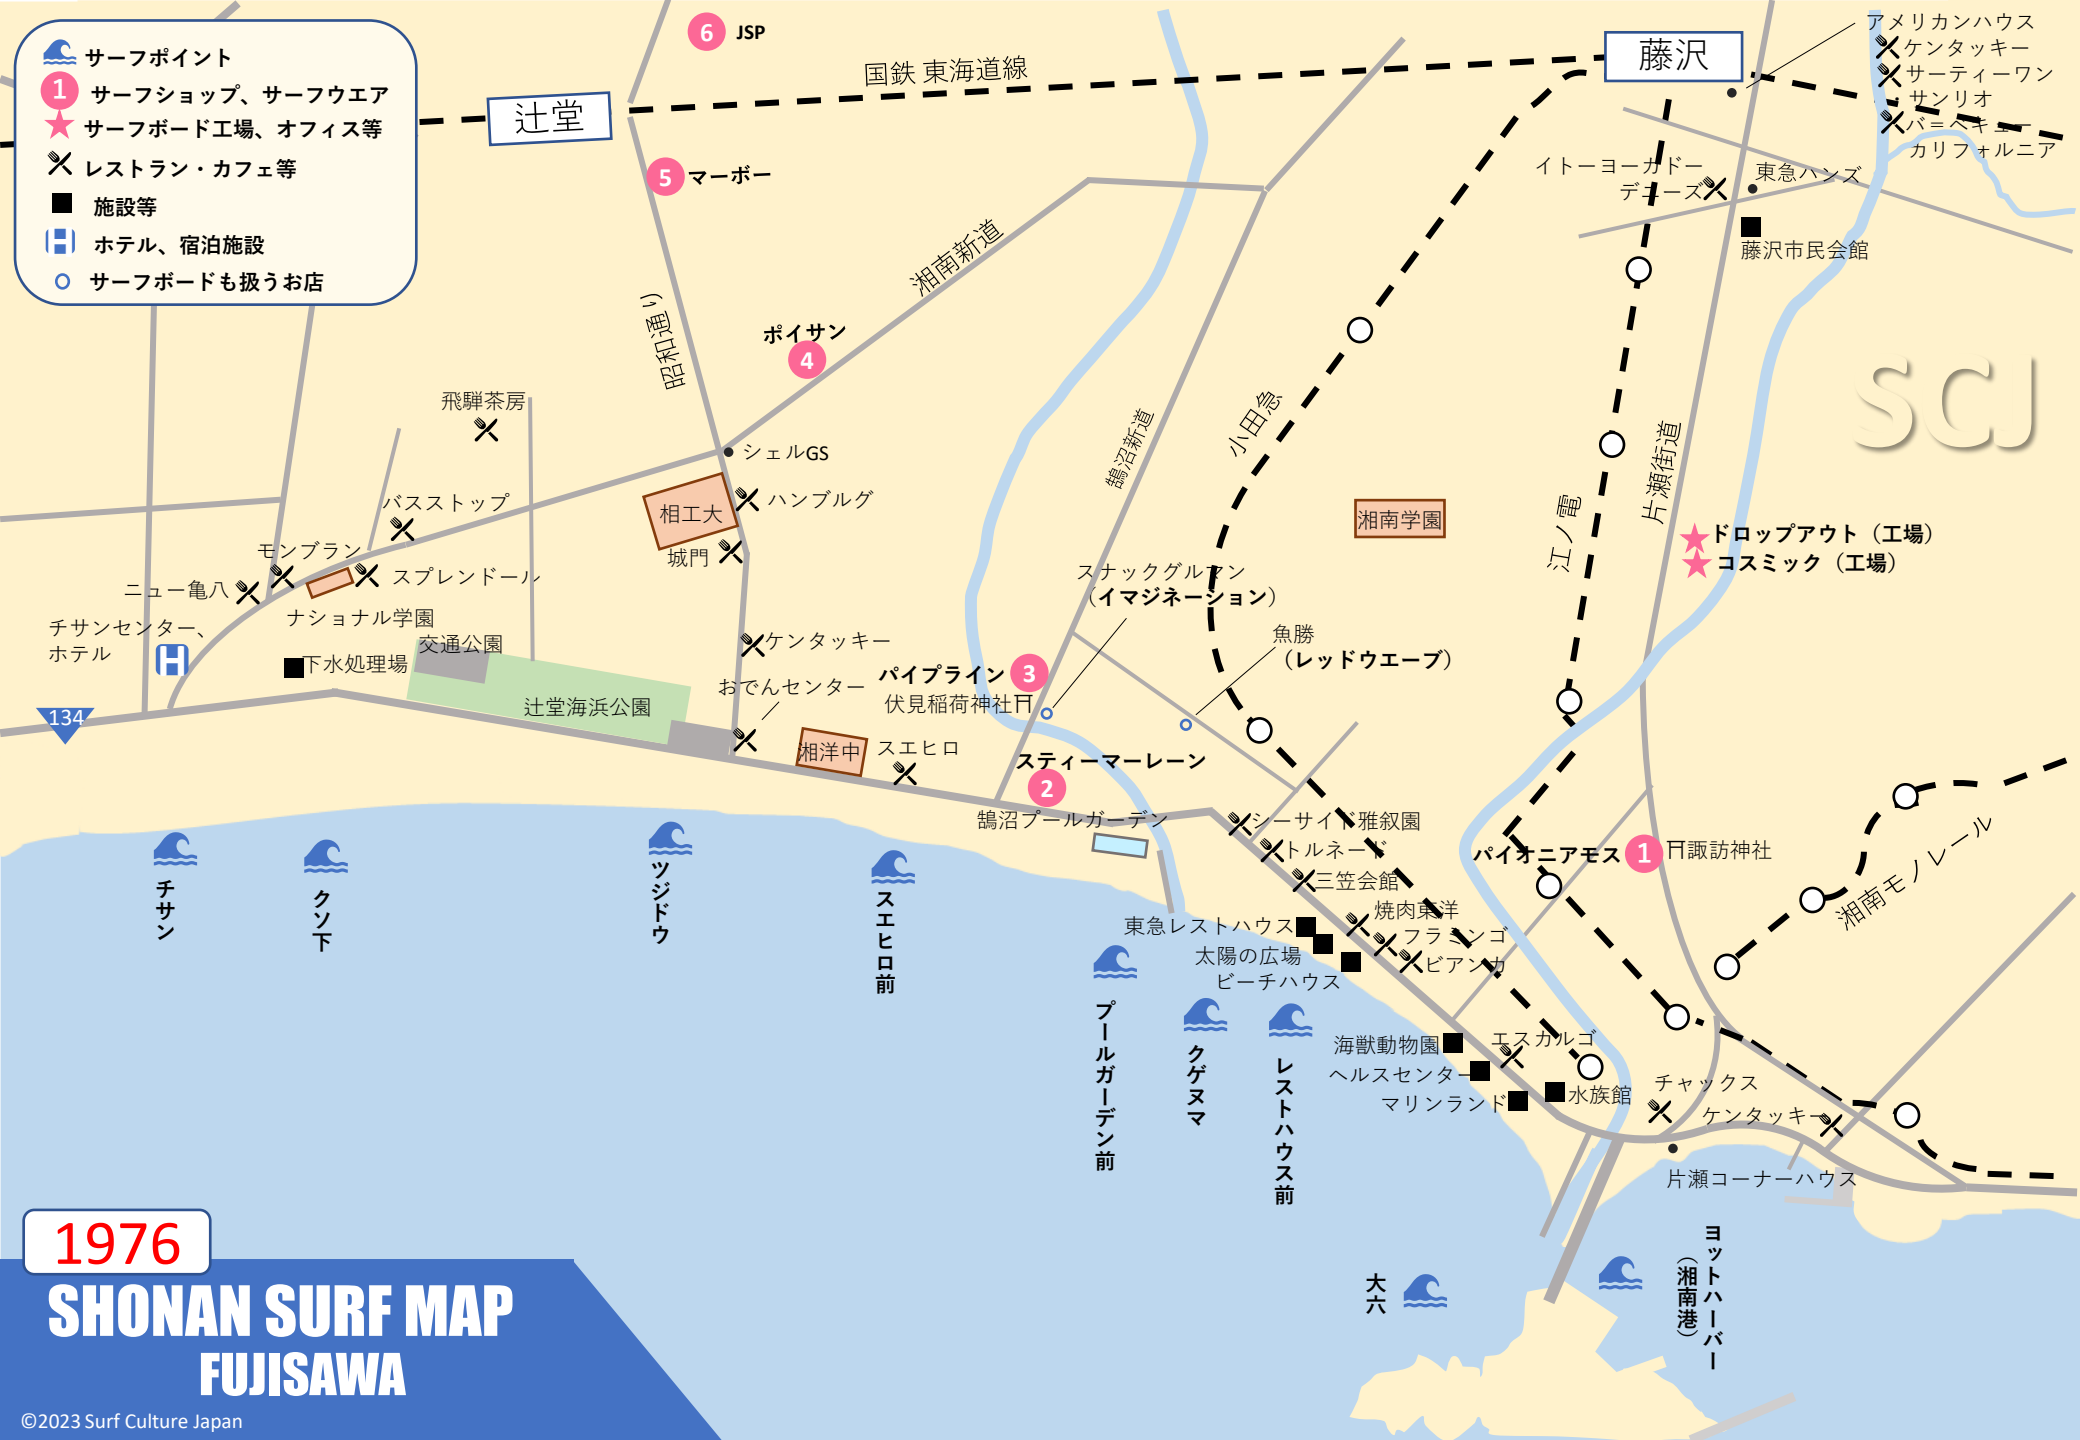 サーフポイント
1 サーフショップ、サーフウエア
サーフボード工場、オフィス等
レストラン・カフェ等
施設等
H ホテル、宿泊施設
サーフボードも扱うお店
6 JSP
国鉄 東海道線
辻堂
藤沢
アメリカンハウス
ケンタッキー
サーティーワン
・サンリオ
バ＝ベキュー
カリフォルニア
イトーヨーカドー
デニーズ
東急ハンズ
藤沢市民会館
5 マーボー
湘南新道
昭和通り
ポイサン
4
SCJ
飛騨茶房
シェルGS
鵠沼新道
小田急
江ノ電
片瀬街道
相工大
ハンブルグ
城門
湘南学園
ドロップアウト（工場）
コスミック（工場）
バスストップ
モンブラン
スプレンドール
ニュー亀八
ナショナル学園
チサンセンター、
ホテル
H
下水処理場
交通公園
辻堂海浜公園
134
ケンタッキー
おでんセンター
湘洋中
スエヒロ
スナックグルマン
（イマジネーション）
魚勝
（レッドウエーブ）
パイプライン 3
伏見稲荷神社
スティーマーレーン
2
鵠沼プールガーデン
シーサイド雅叙園
トルネード
三笠会館
焼肉東洋
フラミンゴ
ビアンカ
東急レストハウス
太陽の広場
ビーチハウス
パイオニアモス 1
諏訪神社
湘南モノレール
海獣動物園
ヘルスセンター
マリンランド
エスカルゴ
水族館
チャックス
ケンタッキー
片瀬コーナーハウス
チサン
クソ下
ツジドウ
スエヒロ前
プールガーデン前
クゲヌマ
レストハウス前
大六
ヨットハーバー
（湘南港）
1976
SHONAN SURF MAP
FUJISAWA
©2023 Surf Culture Japan